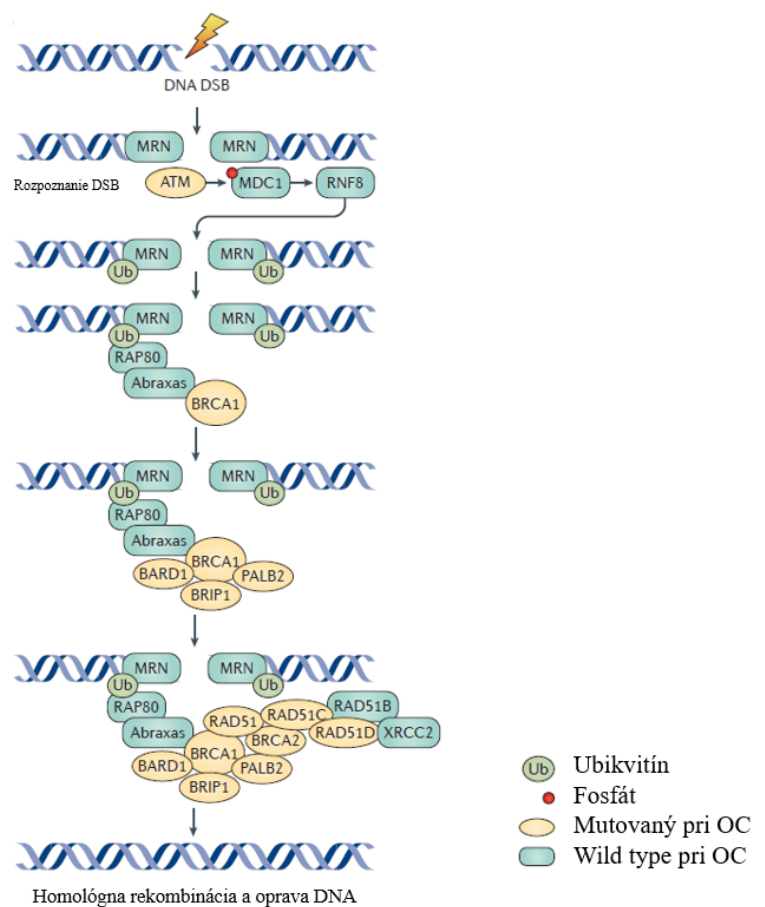 DNA DSB
MRN MRN
Rozpoznanie DSB ATM MDC1 RNF8
MRN MRN
Ub Ub
MRN MRN
Ub Ub
RAP80
Abraxas
BRCA1
MRN MRN
Ub Ub
RAP80
Abraxas
BRCA1
BARD1 PALB2
BRIP1
MRN MRN
Ub Ub
RAP80 RAD51B
RAD51 RAD51C
Abraxas BRCA2 RAD51D XRCC2
BRCA1
BARD1 PALB2
BRIP1
Homológna rekombinácia a oprava DNA
Ub Ubikvitín
Fosfát
Mutovaný pri OC
Wild type pri OC